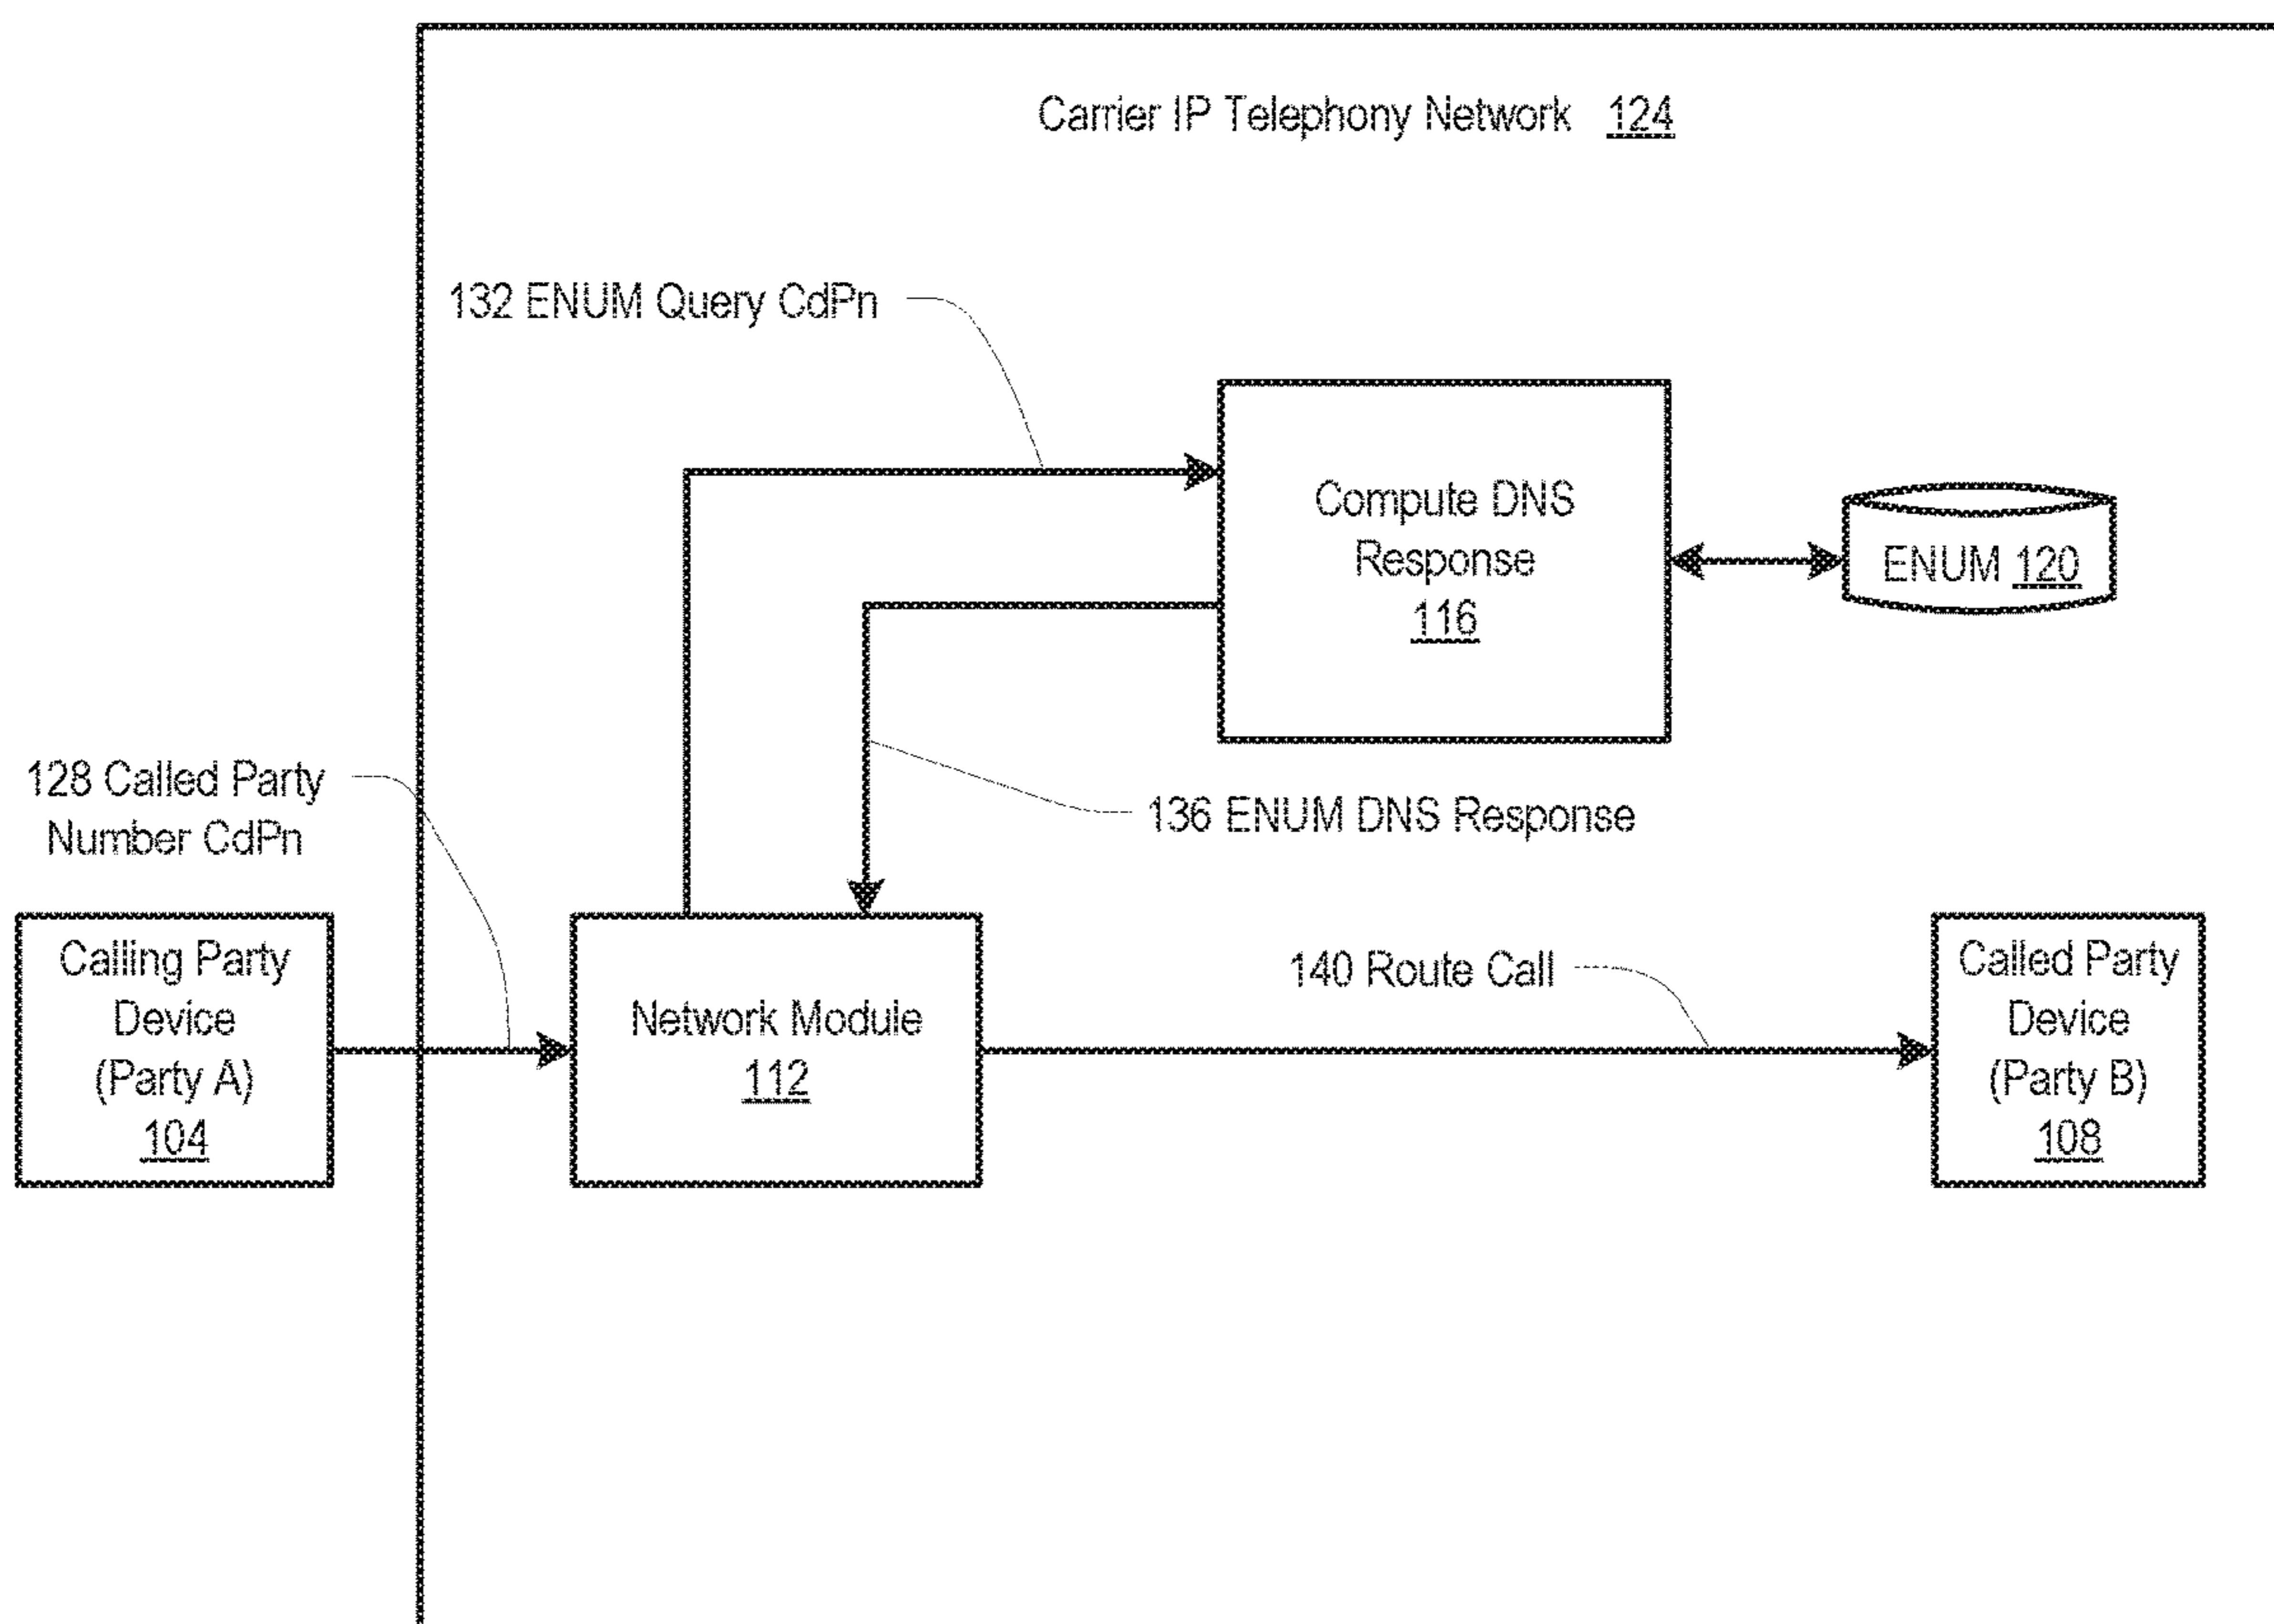 Carrier IP Telephony Network 124
132 ENUM Query CdPn
Compute DNS
Response
116
ENUM 120
128 Called Party
Number CdPn
136 ENUM DNS Response
Calling Party
Device
(Party A)
104
Network Module
112
140 Route Call
Called Party
Device
(Party B)
108